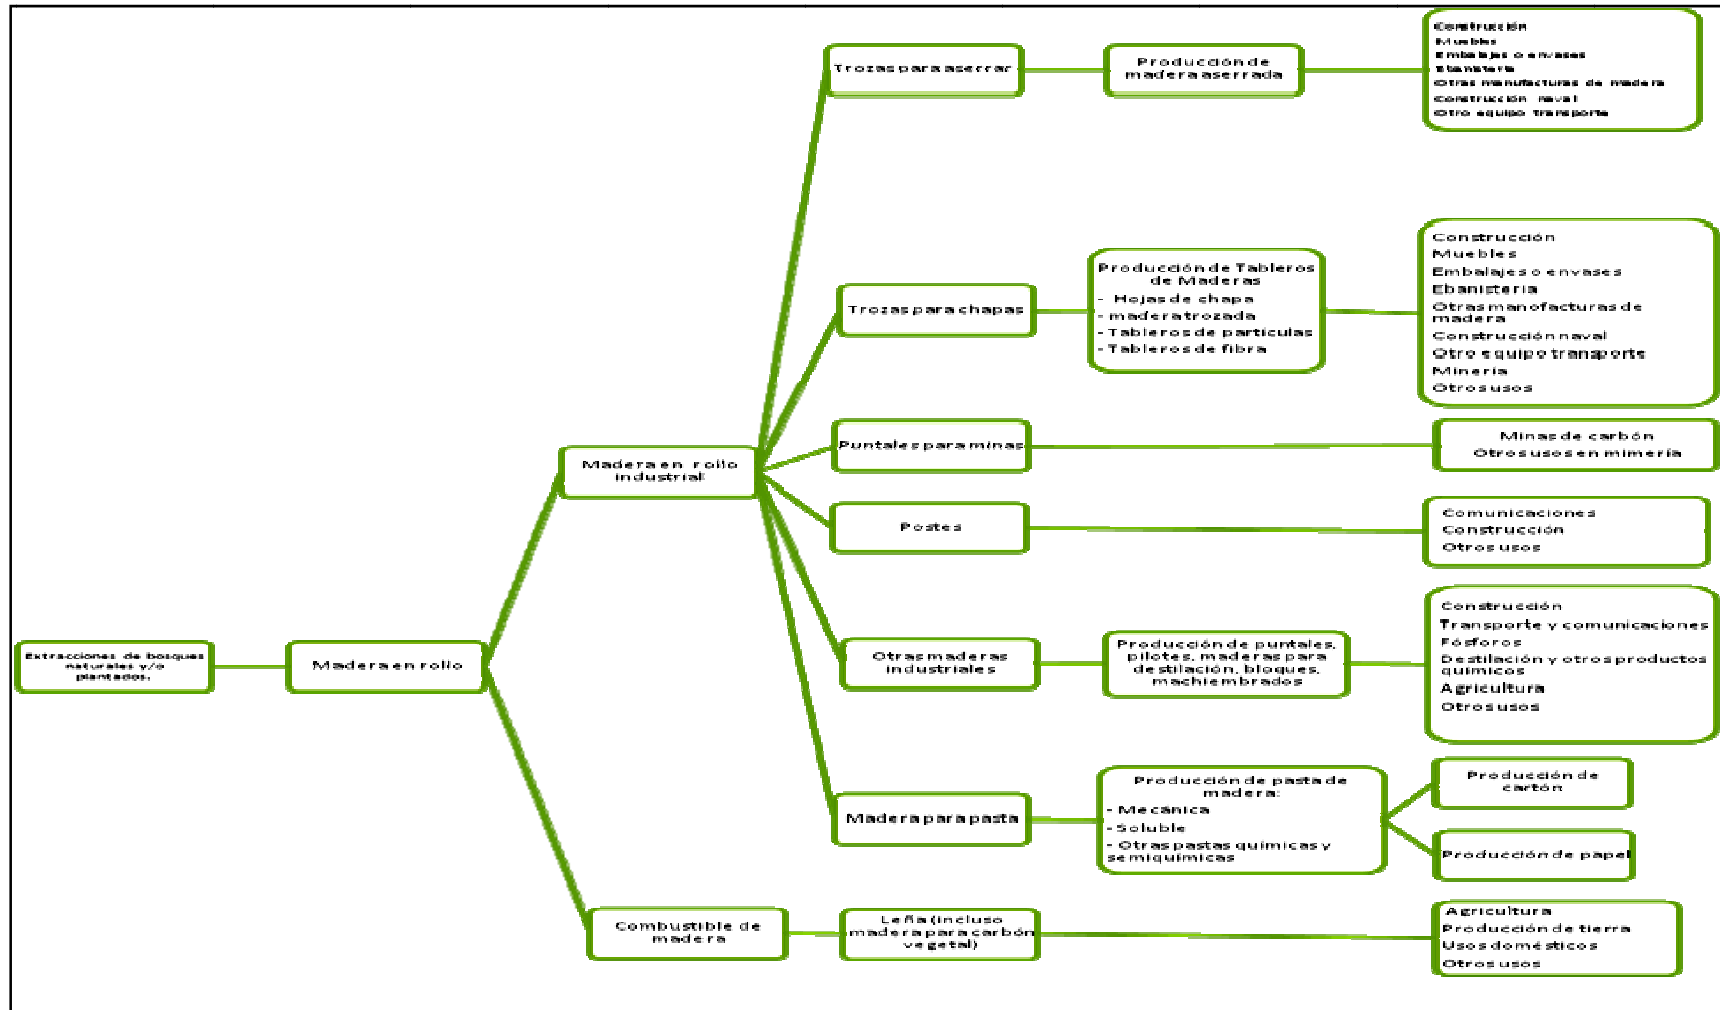 Trozas para aserrar
Producción de
madera aserrada
Construcción
Muebles
Embalajes o envases
Ebanistería
Otras manufacturas de madera
Construcción naval
Otro equipo transporte
Trozas para chapas
Producción de Tableros
de Maderas
- Hojas de chapa
- madera trozada
- Tableros de partículas
- Tableros de fibra
Construcción
Muebles
Embalajes o envases
Ebanistería
Otras manufacturas de
madera
Construcción naval
Otro equipo transporte
Minería
Otros usos
Madera en rollo
industrial
Puntales para minas
Minas de carbón
Otros usos en mimería
Postes
Comunicaciones
Construcción
Otros usos
Extracciones de bosques
naturales y/o
plantados.
Madera en rollo
Otras maderas
industriales
Producción de puntales,
pilotes, maderas para
destilación, bloques,
machiembrados
Construcción
Transporte y comunicaciones
Fósforos
Destilación y otros productos
químicos
Agricultura
Otros usos
Madera para pasta
Producción de pasta de
madera:
- Mecánica
- Soluble
- Otras pastas químicas y
semiquímicas
Producción de
cartón
Producción de papel
Combustible de
madera
Leña (incluso
madera para carbón
vegetal)
Agricultura
Producción de tierra
Usos domésticos
Otros usos